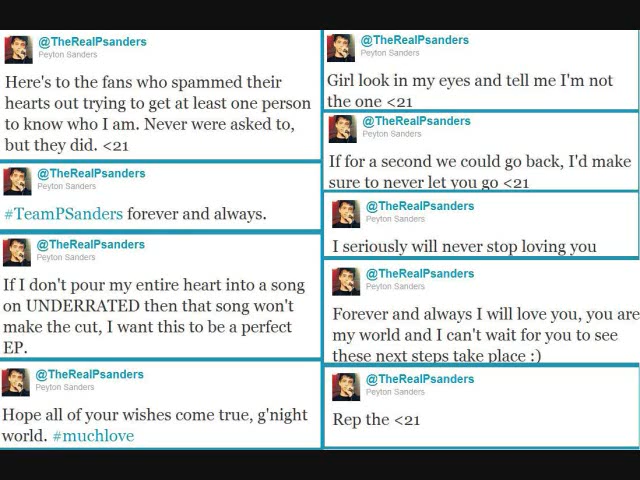 @TheRealPsanders
Peyton Sanders
Here's to the fans who spammed their
hearts out trying to get at least one person
to know who I am. Never were asked to,
but they did. <21
@TheRealPsanders
Peyton Sanders
#TeamPSanders forever and always.
@TheRealPsanders
Peyton Sanders
If I don't pour my entire heart into a song
on UNDERRATED then that song won't
make the cut, I want this to be a perfect
EP.
@TheRealPsanders
Peyton Sanders
Hope all of your wishes come true, g'night
world. #muchlove
@TheRealPsanders
Peyton Sanders
Girl look in my eyes and tell me I'm not
the one <21
@TheRealPsanders
Peyton Sanders
If for a second we could go back, I'd make
sure to never let you go <21
@TheRealPsanders
Peyton Sanders
I seriously will never stop loving you
@TheRealPsanders
Peyton Sanders
Forever and always I will love you, you are
my world and I can't wait for you to see
these next steps take place :)
@TheRealPsanders
Peyton Sanders
Rep the <21